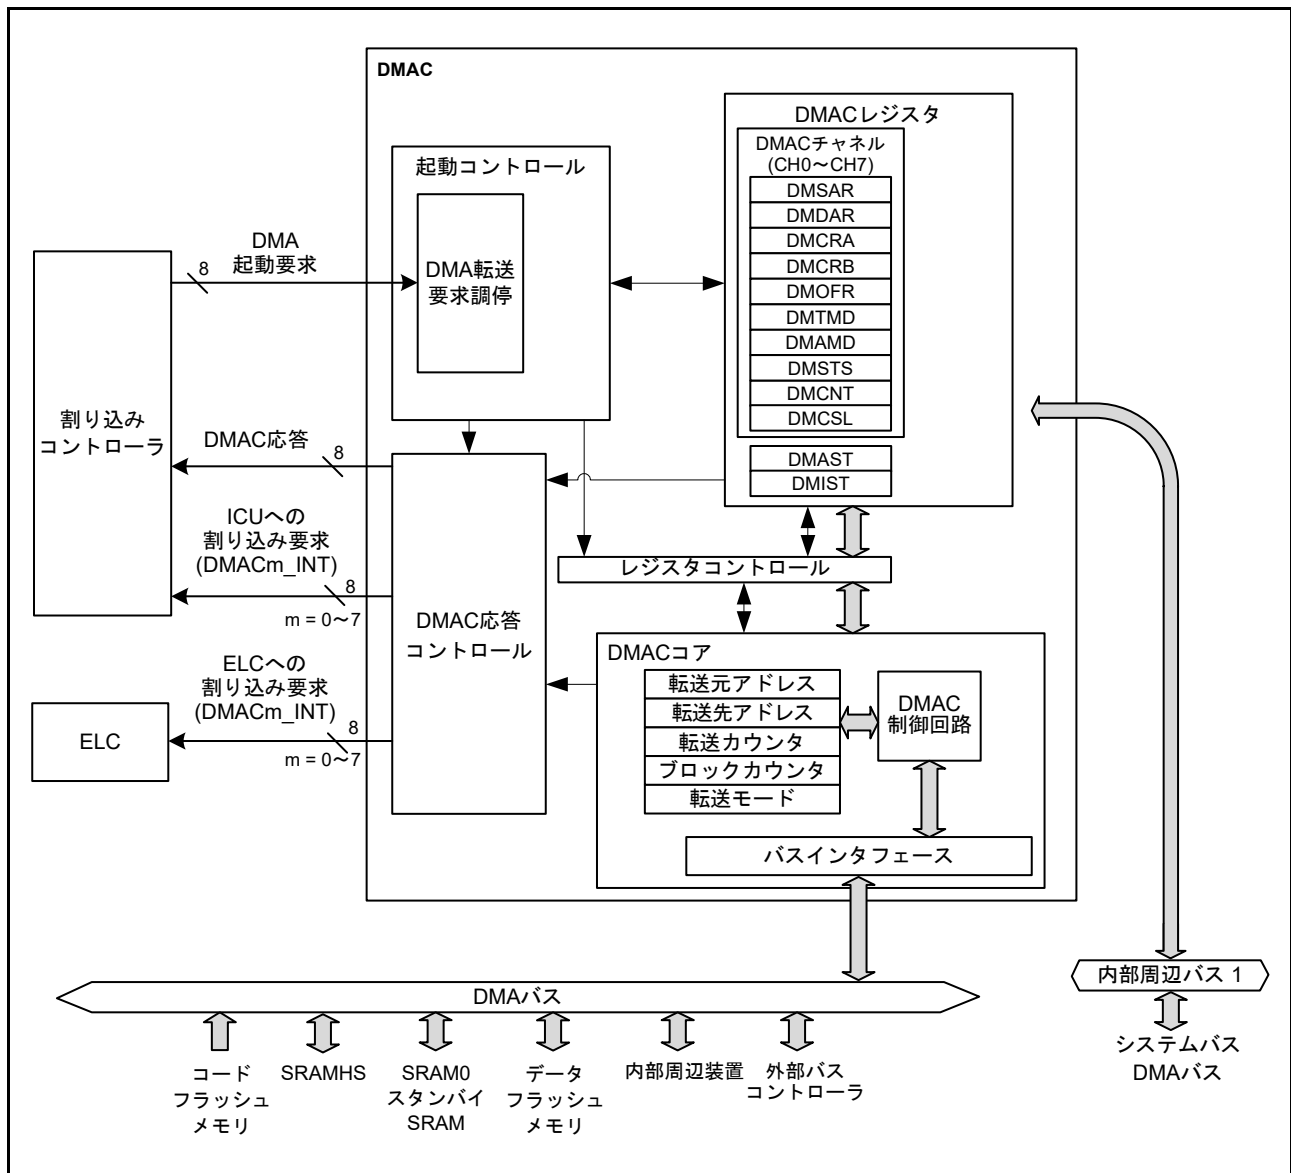 DMAC
DMACレジスタ
DMACチャネル
(CH0～CH7)
DMSAR
DMDAR
DMCRA
DMCRB
DMOFR
DMTMD
DMAMD
DMSTS
DMCNT
DMCSL
DMAST
DMIST
起動コントロール
DMA転送
要求調停
DMA
起動要求
8
割り込み
コントローラ
DMAC応答
8
ICUへの
割り込み要求
(DMACm_INT)
8
m = 0～7
DMAC応答
コントロール
レジスタコントロール
ELCへの
割り込み要求
(DMACm_INT)
8
m = 0～7
ELC
DMACコア
転送元アドレス
転送先アドレス
転送カウンタ
ブロックカウンタ
転送モード
DMAC
制御回路
バスインタフェース
DMAバス
内部周辺バス 1
システムバス
DMAバス
コード
フラッシュ
メモリ
SRAMHS
SRAM0
スタンバイ
SRAM
データ
フラッシュ
メモリ
内部周辺装置
外部バス
コントローラ